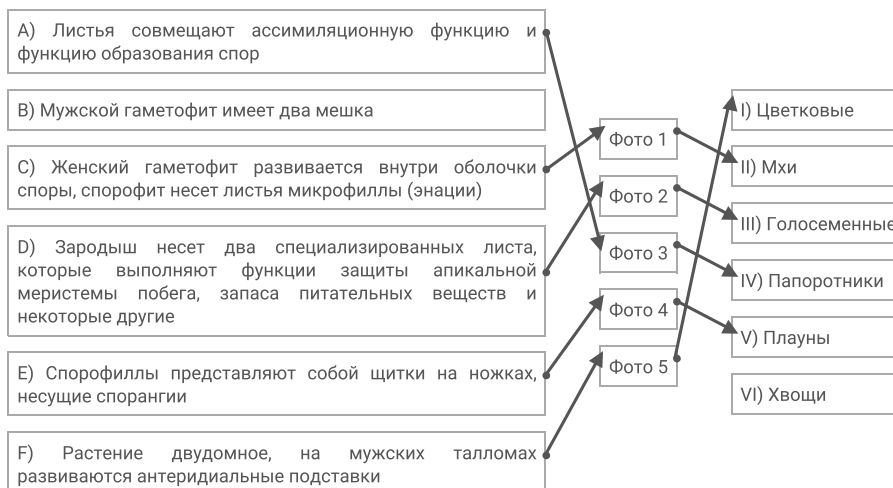 A) Листья совмещают ассимиляционную функцию и
функцию образования спор
B) Мужской гаметофит имеет два мешка
C) Женский гаметофит развивается внутри оболочки
споры, спорофит несет листья микрофиллы (энации)
D) Зародыш несет два специализированных листа,
которые выполняют функции защиты апикальной
меристемы побега, запаса питательных веществ и
некоторые другие
E) Спорофиллы представляют собой щитки на ножках,
несущие спорангии
F) Растение двудомное, на мужских талломах
развиваются антеридиальные подставки
Фото 1
Фото 2
Фото 3
Фото 4
Фото 5
I) Цветковые
II) Мхи
III) Голосеменные
IV) Папоротники
V) Плауны
VI) Хвощи